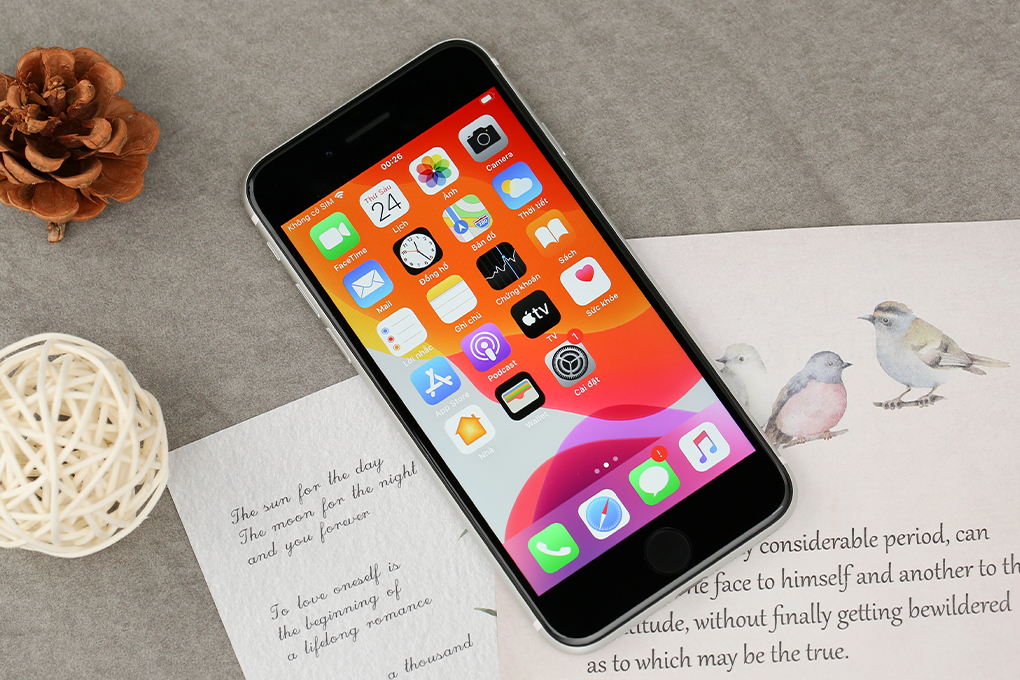 Không có SIM
00:26
FaceTime
Thứ Sáu
24
Lịch
Ảnh
Camera
Mail
Đồng hồ
Bản đồ
Thời tiết
Lời nhắc
Ghi chú
Chứng khoán
Sách
App Store
Podcast
tv
TV
Sức khỏe
Nhà
Wallet
1
Cài đặt
!
The sun for the day
The moon for the night
and you forever
To love oneself is
the beginning of
a lifelong romance
a thousand
y considerable period, can
ne face to himself and another to th
titude, without finally getting bewildered
as to which may be the true.